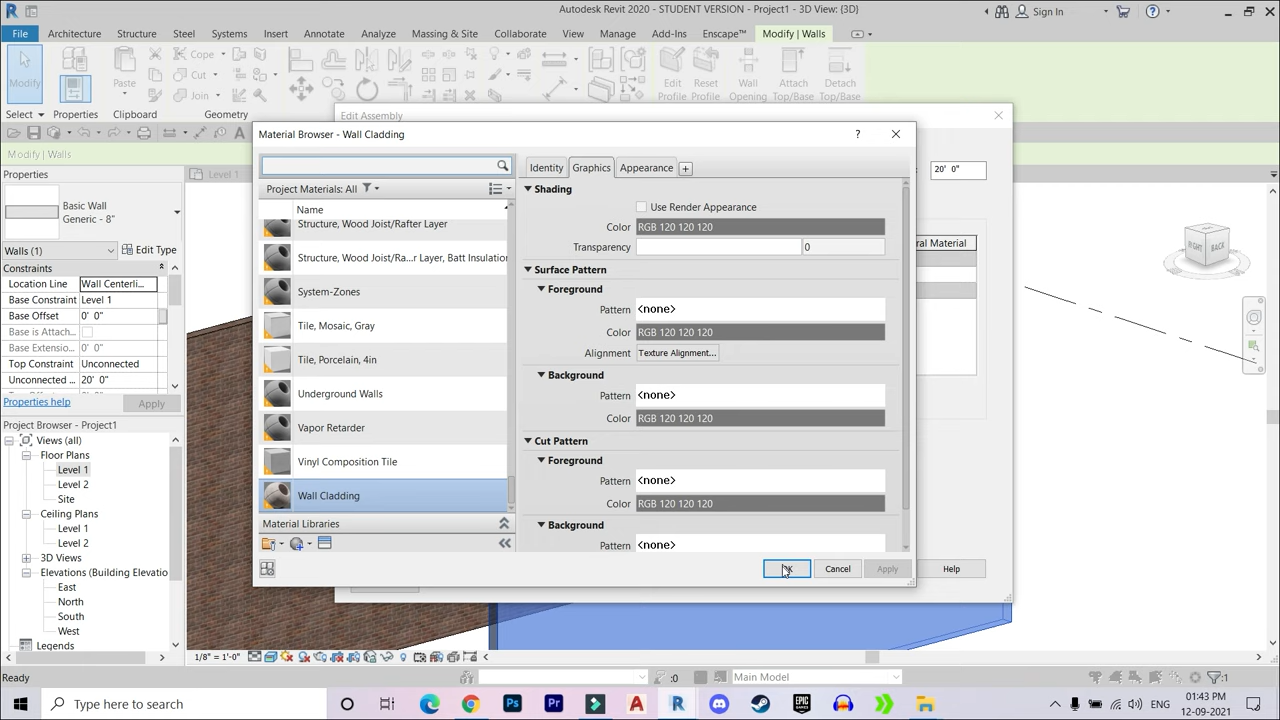 Autodesk Revit 2020 - STUDENT VERSION - Project1 - 3D View: {3D}
Sign In
File Architecture Structure Steel Systems Insert Annotate Analyze Massing & Site Collaborate View Manage Add-Ins Enscape™ Modify | Walls
Modify
Paste
Cope
Cut
Join
Edit Profile
Reset Profile
Wall Opening
Attach Top/Base
Detach Top/Base
Select Properties Clipboard Geometry
Modify | Walls
Properties
Basic Wall
Generic - 8"
Walls (1)
Edit Type
Constraints
Location Line Wall Centerli...
Base Constraint Level 1
Base Offset 0' 0"
Base is Attach...
Base Extensio... 0' 0"
Top Constraint Unconnected
Unconnected ... 20' 0"
Properties help
Apply
Project Browser - Project1
Views (all)
Floor Plans
Level 1
Level 2
Site
Ceiling Plans
Level 1
Level 2
3D Views
Elevations (Building Elevatio
East
North
South
West
Legends
Level 1
Edit Assembly
20' 0"
ral Material
Help
Material Browser - Wall Cladding
?
Project Materials: All
Name
Structure, Wood Joist/Rafter Layer
Structure, Wood Joist/Ra...r Layer, Batt Insulation
System-Zones
Tile, Mosaic, Gray
Tile, Porcelain, 4in
Underground Walls
Vapor Retarder
Vinyl Composition Tile
Wall Cladding
Material Libraries
Identity Graphics Appearance
Shading
Use Render Appearance
Color RGB 120 120 120
Transparency 0
Surface Pattern
Foreground
Pattern <none>
Color RGB 120 120 120
Alignment Texture Alignment...
Background
Pattern <none>
Color RGB 120 120 120
Cut Pattern
Foreground
Pattern <none>
Color RGB 120 120 120
Background
Pattern <none>
Cancel
Apply
RIGHT BACK
1/8" = 1'-0"
Ready
:0
Main Model
:1
Type here to search
01:43 PM
12-09-2021